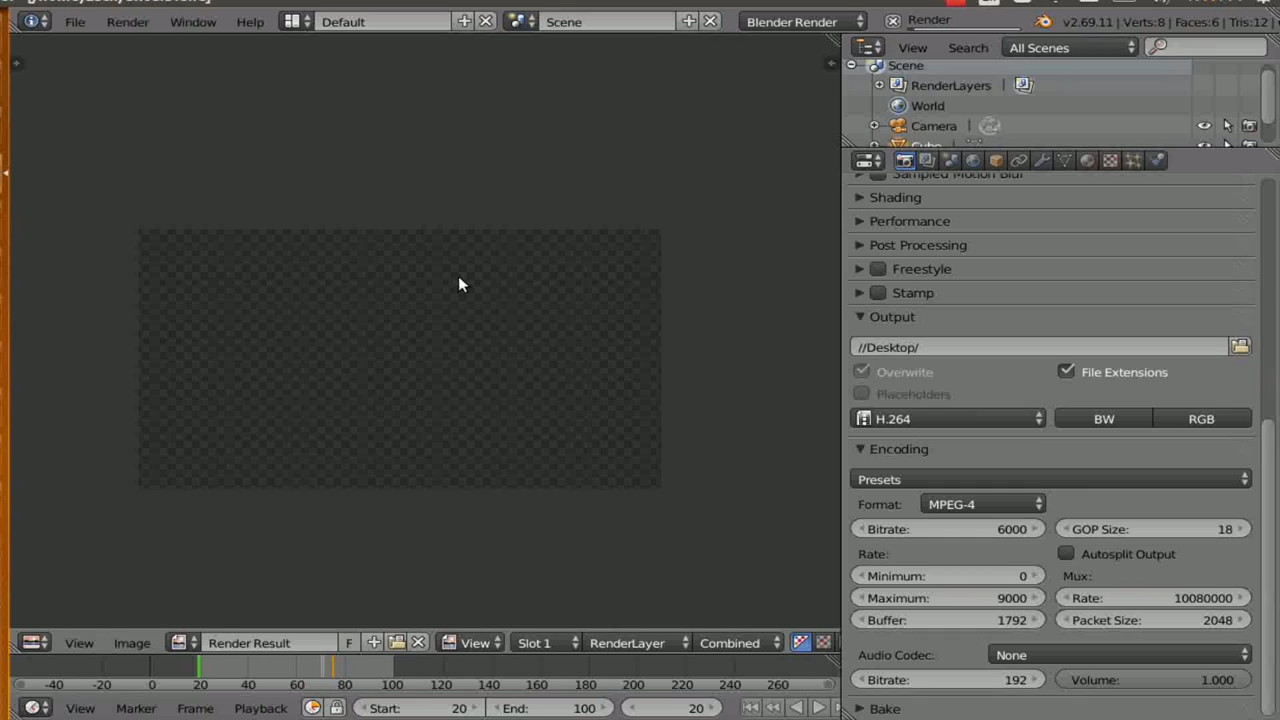 File Render Window Help Default Scene Blender Render Render v2.69.11 | Verts:8 | Faces:6 | Tris:12 |
View Search All Scenes
Scene
RenderLayers |
World
Camera |
Cube
Sampled Motion Blur
Shading
Performance
Post Processing
Freestyle
Stamp
Output
//Desktop/
Overwrite File Extensions
Placeholders
H.264 BW RGB
Encoding
Presets
Format: MPEG-4
Bitrate: 6000 GOP Size: 18
Rate: Autosplit Output
Minimum: 0 Mux:
Maximum: 9000 Rate: 10080000
Buffer: 1792 Packet Size: 2048
Audio Codec: None
Bitrate: 192 Volume: 1.000
Bake
View Image Render Result F View Slot 1 RenderLayer Combined
-40 -20 0 20 40 60 80 100 120 140 160 180 200 220 240 260
View Marker Frame Playback Start: 20 End: 100 20